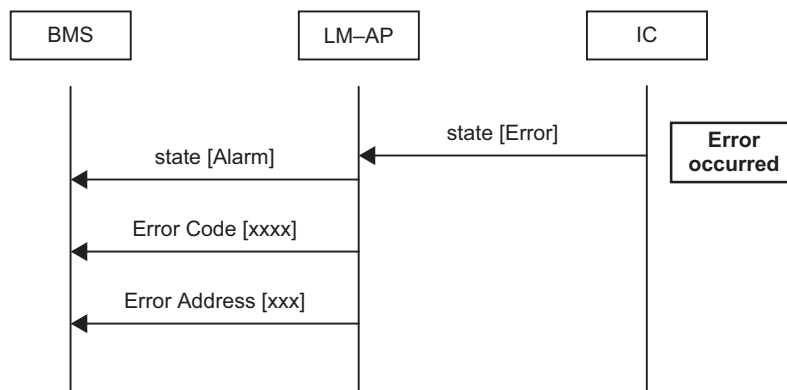 BMS
LM–AP
IC
state [Error]
Error
occurred
state [Alarm]
Error Code [xxxx]
Error Address [xxx]